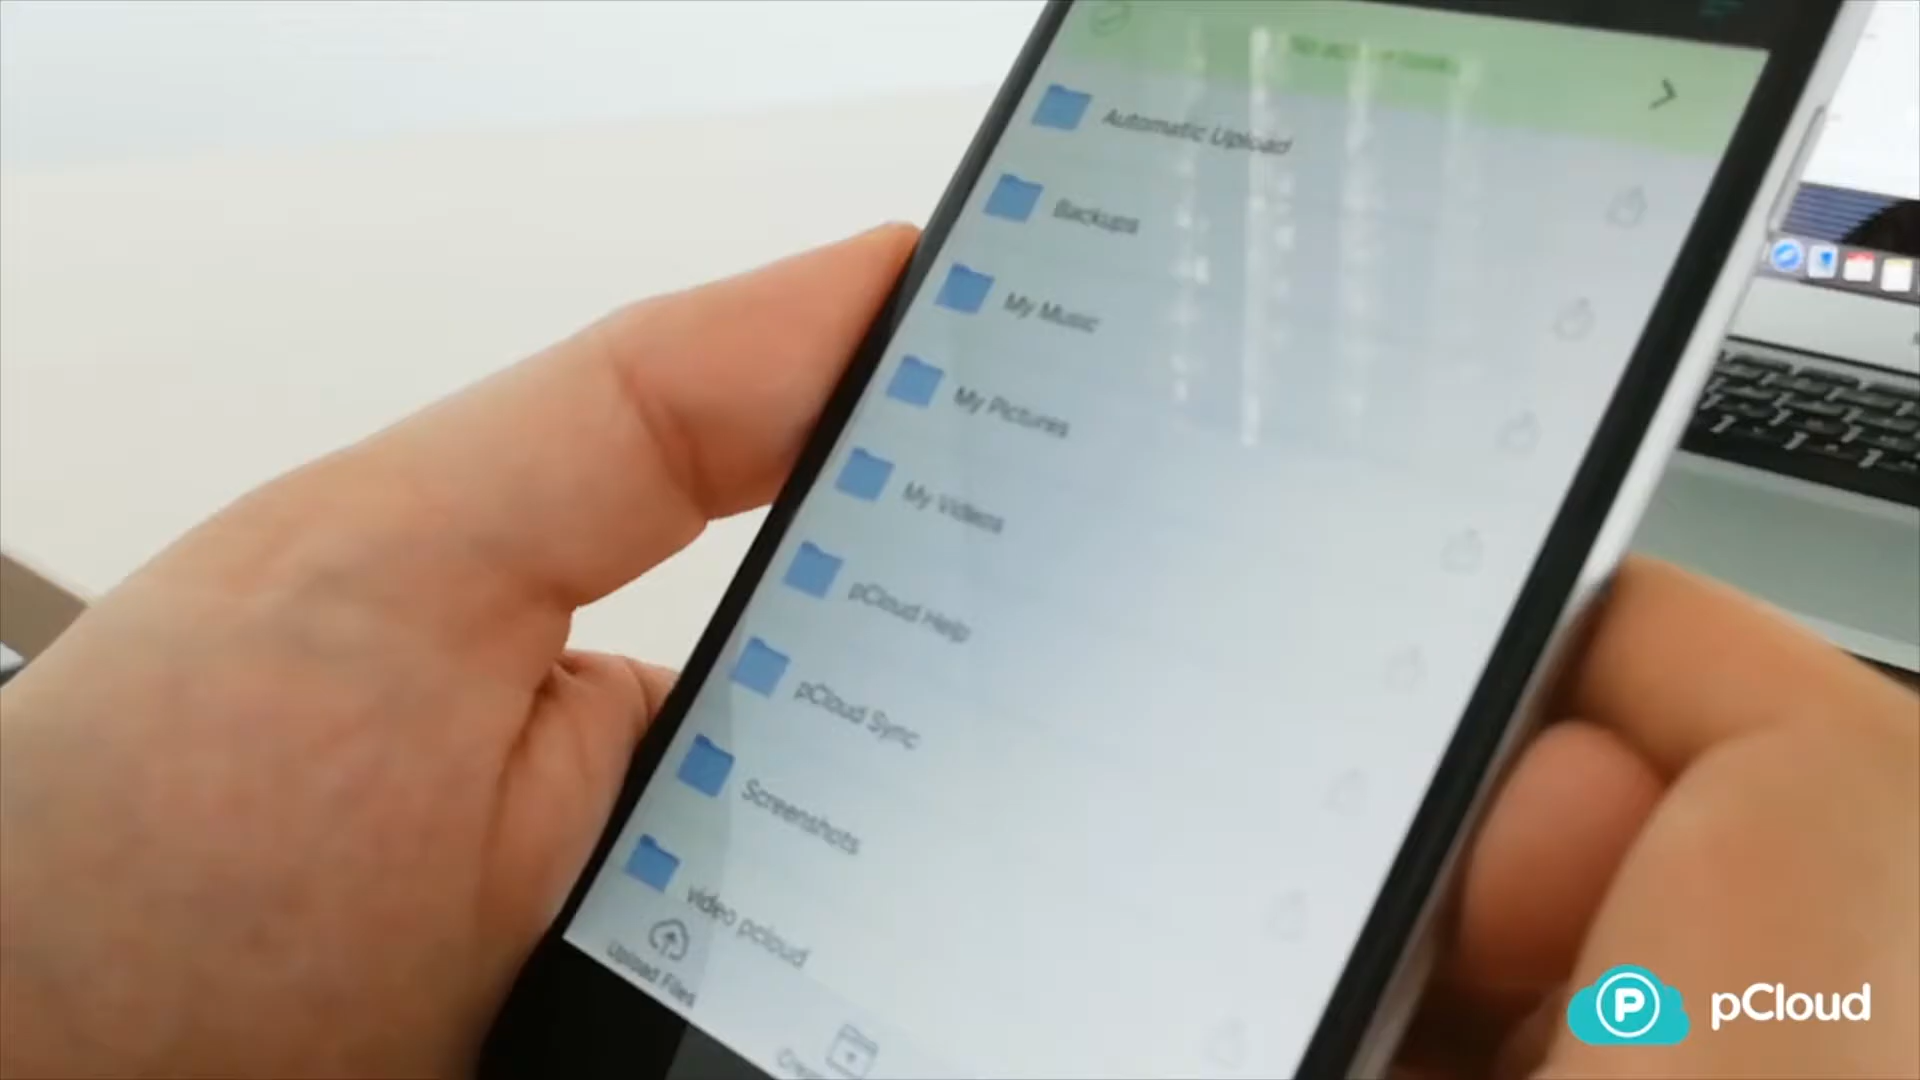 Automatic Upload
Backups
My Music
My Pictures
My Videos
pCloud Help
pCloud Sync
Screenshots
video pcloud
Upload Files
P pCloud